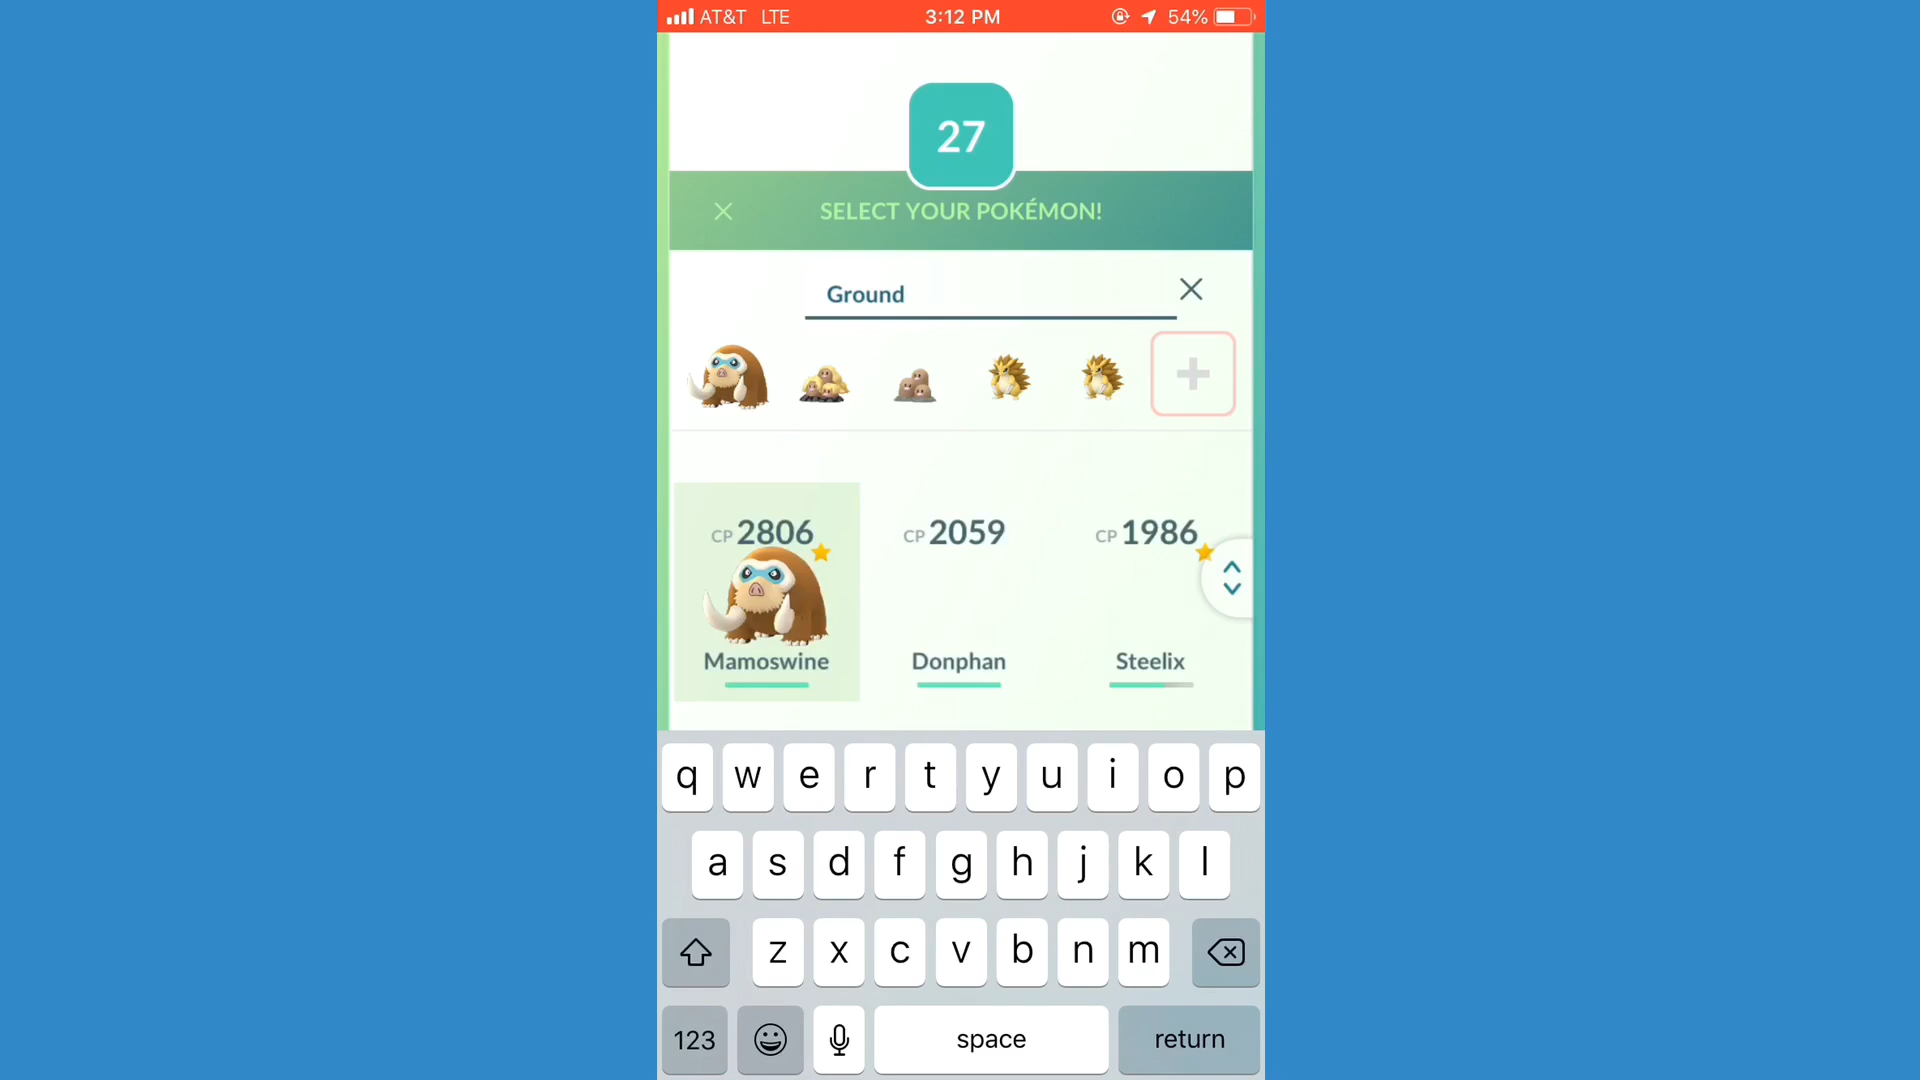 AT&T LTE 3:12 PM 54%
27
SELECT YOUR POKÉMON!
Ground
CP 2806 CP 2059 CP 1986
Mamoswine Donphan Steelix
q w e r t y u i o p
a s d f g h j k l
z x c v b n m
123 space return